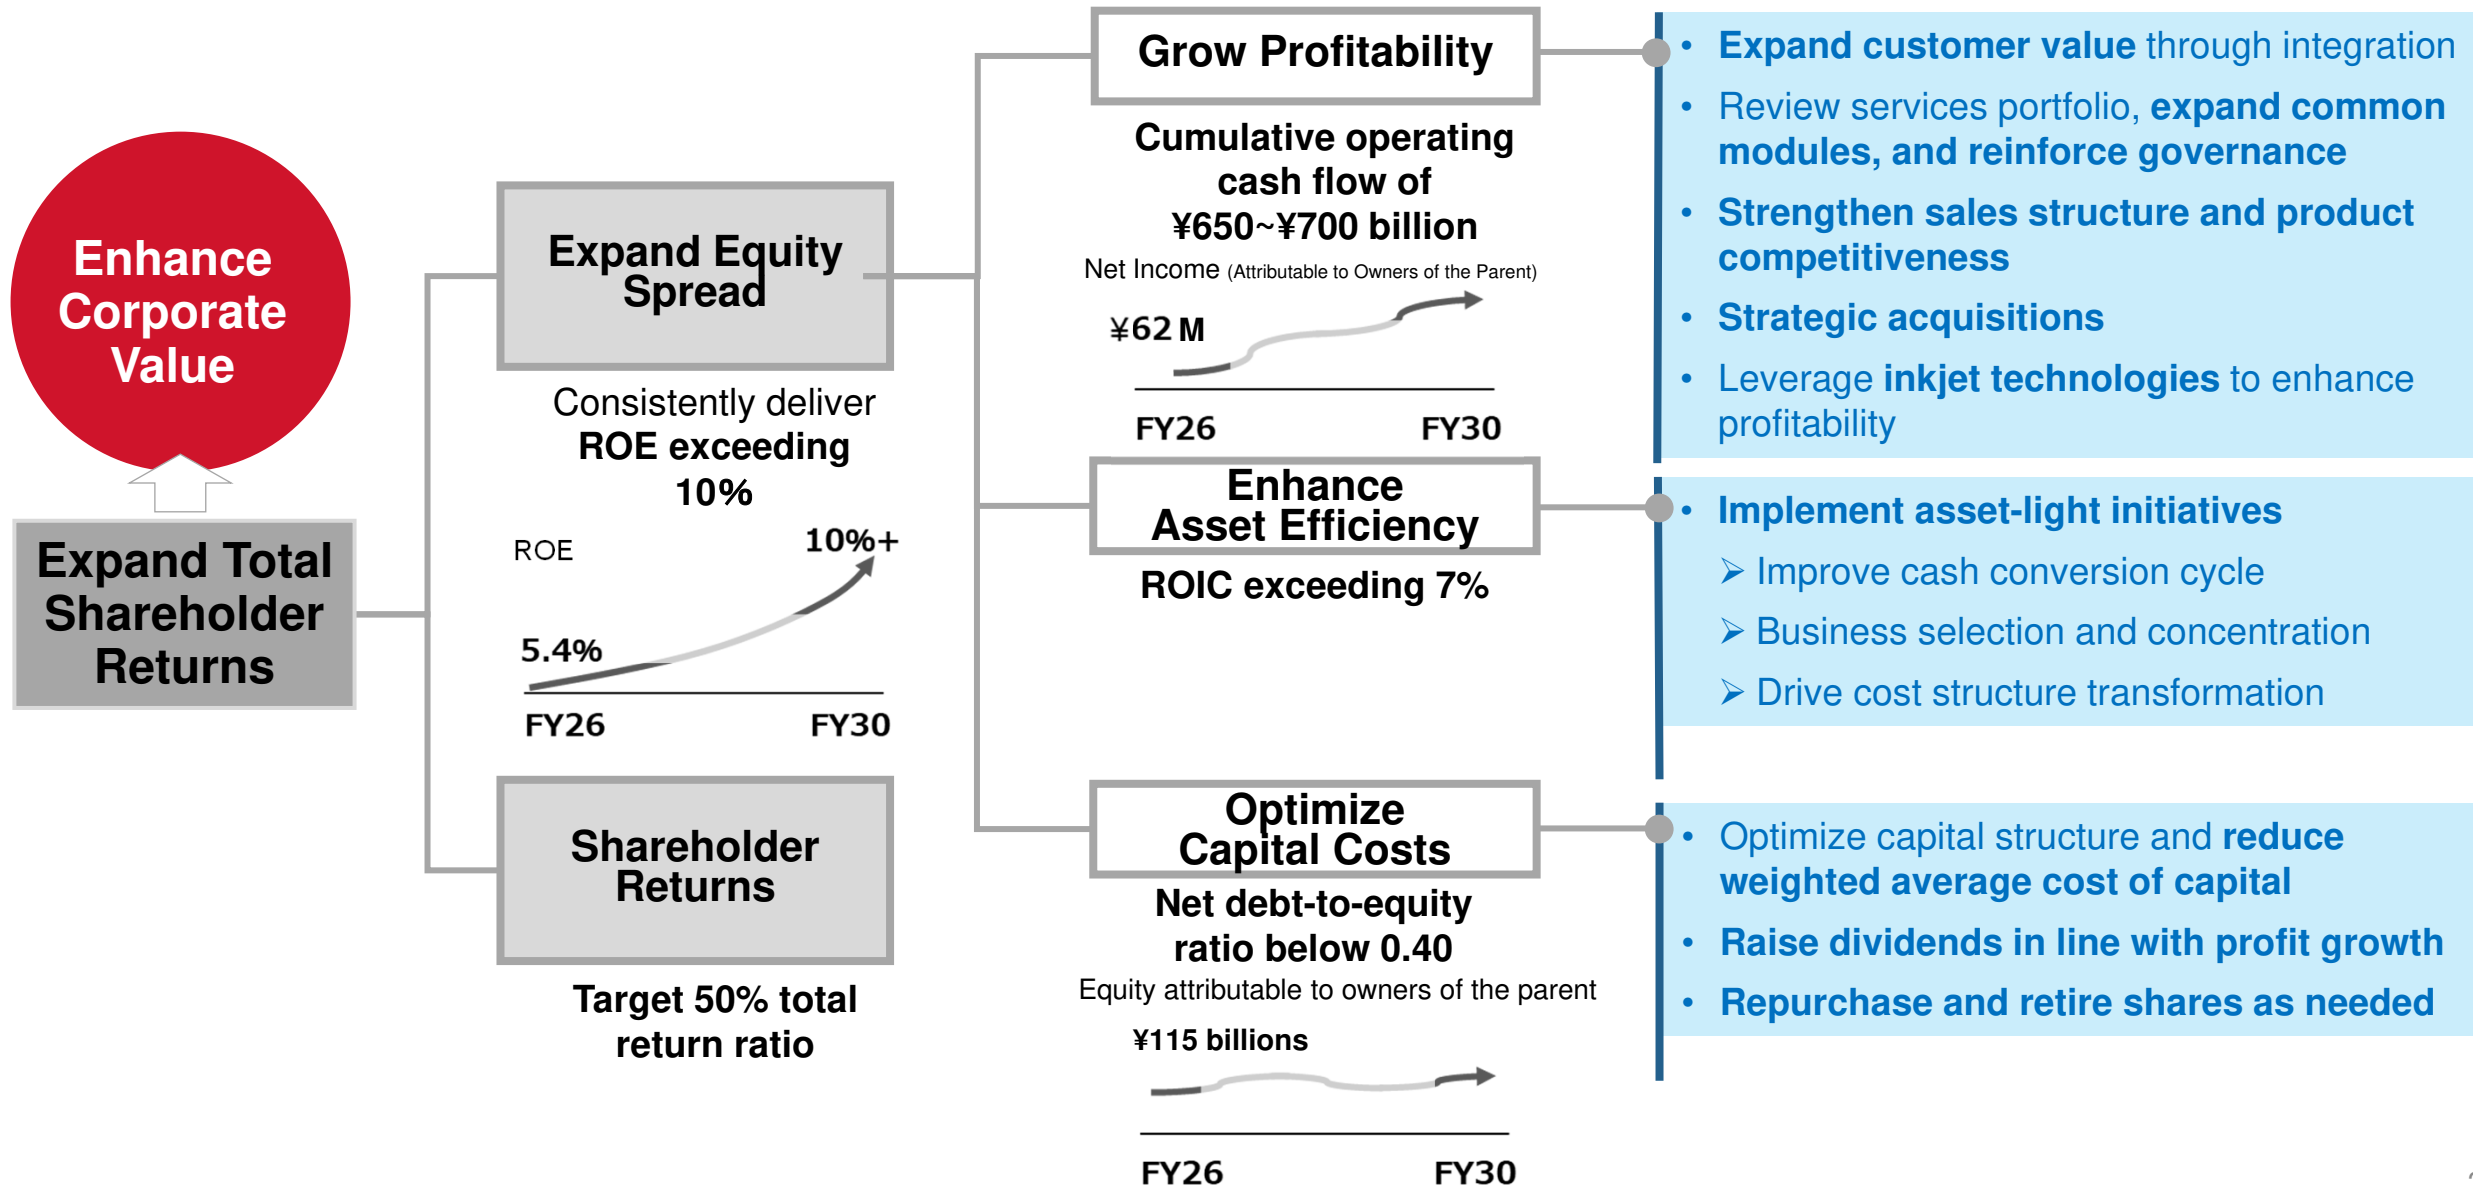 Enhance
Corporate
Value
Expand Total
Shareholder
Returns
Expand Equity
Spread
Consistently deliver
ROE exceeding
10%
ROE
10%+
5.4%
FY26
FY30
Shareholder
Returns
Target 50% total
return ratio
Grow Profitability
Cumulative operating
cash flow of
¥650~¥700 billion
Net Income (Attributable to Owners of the Parent)
¥62 M
FY26
FY30
Enhance
Asset Efficiency
ROIC exceeding 7%
Optimize
Capital Costs
Net debt-to-equity
ratio below 0.40
Equity attributable to owners of the parent
¥115 billions
FY26
FY30
• Expand customer value through integration
• Review services portfolio, expand common
modules, and reinforce governance
• Strengthen sales structure and product
competitiveness
• Strategic acquisitions
• Leverage inkjet technologies to enhance
profitability
• Implement asset-light initiatives
➢ Improve cash conversion cycle
➢ Business selection and concentration
➢ Drive cost structure transformation
• Optimize capital structure and reduce
weighted average cost of capital
• Raise dividends in line with profit growth
• Repurchase and retire shares as needed